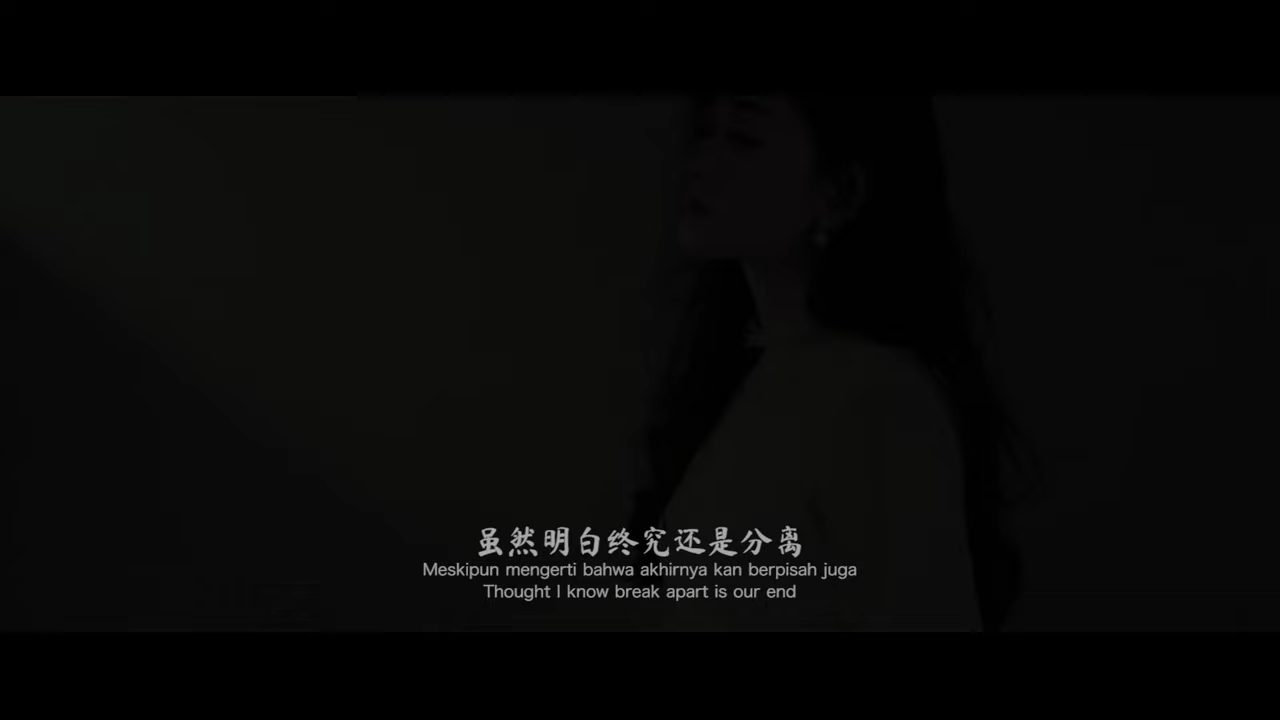 虽然明白终究还是分离
Meskipun mengerti bahwa akhirnya kan berpisah juga
Thought I know break apart is our end